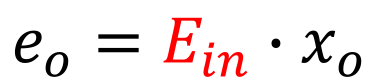 e_o = E_in · x_o